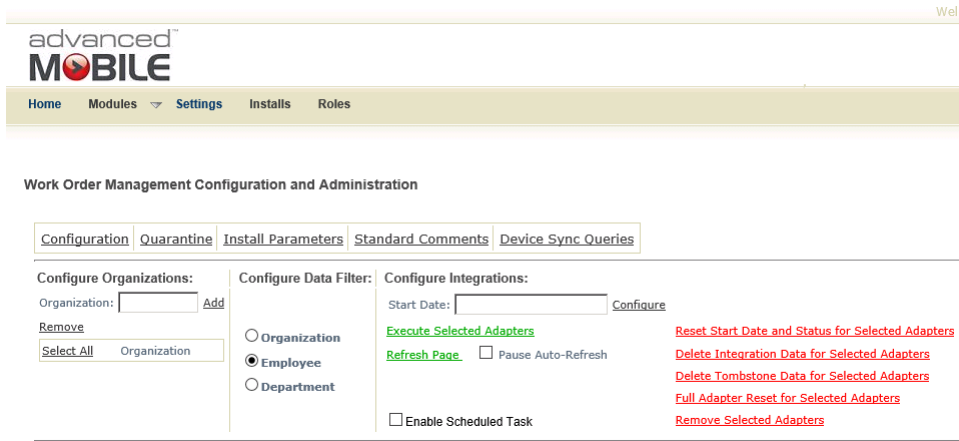 Wel
advanced™
MOBILE
Home Modules Settings Installs Roles
Work Order Management Configuration and Administration
Configuration Quarantine Install Parameters Standard Comments Device Sync Queries
Configure Organizations: Configure Data Filter: Configure Integrations:
Organization: Add Start Date: Configure
Remove Organization Execute Selected Adapters Reset Start Date and Status for Selected Adapters
Select All Organization Employee Refresh Page Pause Auto-Refresh Delete Integration Data for Selected Adapters
Department Delete Tombstone Data for Selected Adapters
Full Adapter Reset for Selected Adapters
Enable Scheduled Task Remove Selected Adapters